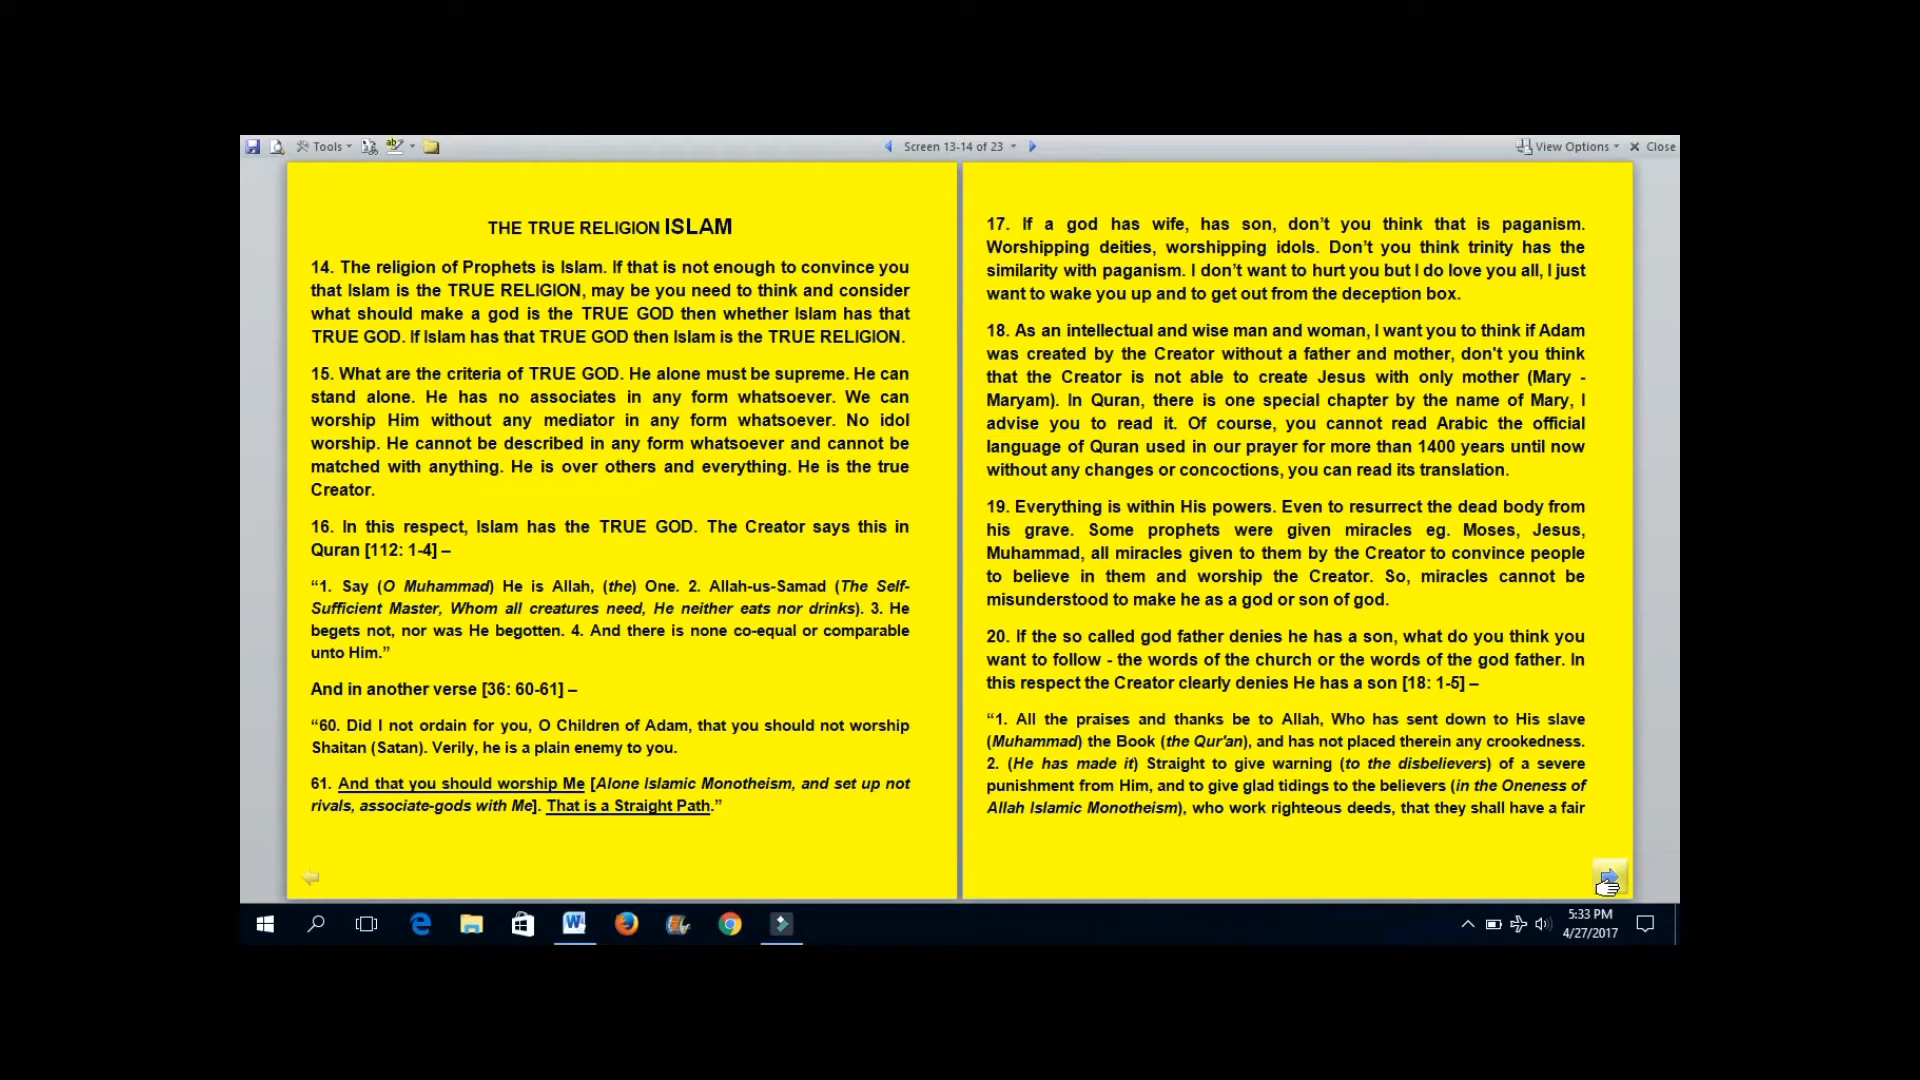 Tools
Screen 13-14 of 23
View Options
Close
THE TRUE RELIGION ISLAM
14. The religion of Prophets is Islam. If that is not enough to convince you
that Islam is the TRUE RELIGION, may be you need to think and consider
what should make a god is the TRUE GOD then whether Islam has that
TRUE GOD. If Islam has that TRUE GOD then Islam is the TRUE RELIGION.
15. What are the criteria of TRUE GOD. He alone must be supreme. He can
stand alone. He has no associates in any form whatsoever. We can
worship Him without any mediator in any form whatsoever. No idol
worship. He cannot be described in any form whatsoever and cannot be
matched with anything. He is over others and everything. He is the true
Creator.
16. In this respect, Islam has the TRUE GOD. The Creator says this in
Quran [112: 1-4] –
“1. Say (O Muhammad) He is Allah, (the) One. 2. Allah-us-Samad (The Self-
Sufficient Master, Whom all creatures need, He neither eats nor drinks). 3. He
begets not, nor was He begotten. 4. And there is none co-equal or comparable
unto Him.”
And in another verse [36: 60-61] –
“60. Did I not ordain for you, O Children of Adam, that you should not worship
Shaitan (Satan). Verily, he is a plain enemy to you.
61. And that you should worship Me [Alone Islamic Monotheism, and set up not
rivals, associate-gods with Me]. That is a Straight Path.”
17. If a god has wife, has son, don’t you think that is paganism.
Worshipping deities, worshipping idols. Don’t you think trinity has the
similarity with paganism. I don’t want to hurt you but I do love you all, I just
want to wake you up and to get out from the deception box.
18. As an intellectual and wise man and woman, I want you to think if Adam
was created by the Creator without a father and mother, don't you think
that the Creator is not able to create Jesus with only mother (Mary -
Maryam). In Quran, there is one special chapter by the name of Mary, I
advise you to read it. Of course, you cannot read Arabic the official
language of Quran used in our prayer for more than 1400 years until now
without any changes or concoctions, you can read its translation.
19. Everything is within His powers. Even to resurrect the dead body from
his grave. Some prophets were given miracles eg. Moses, Jesus,
Muhammad, all miracles given to them by the Creator to convince people
to believe in them and worship the Creator. So, miracles cannot be
misunderstood to make he as a god or son of god.
20. If the so called god father denies he has a son, what do you think you
want to follow - the words of the church or the words of the god father. In
this respect the Creator clearly denies He has a son [18: 1-5] –
“1. All the praises and thanks be to Allah, Who has sent down to His slave
(Muhammad) the Book (the Qur'an), and has not placed therein any crookedness.
2. (He has made it) Straight to give warning (to the disbelievers) of a severe
punishment from Him, and to give glad tidings to the believers (in the Oneness of
Allah Islamic Monotheism), who work righteous deeds, that they shall have a fair
5:33 PM
4/27/2017